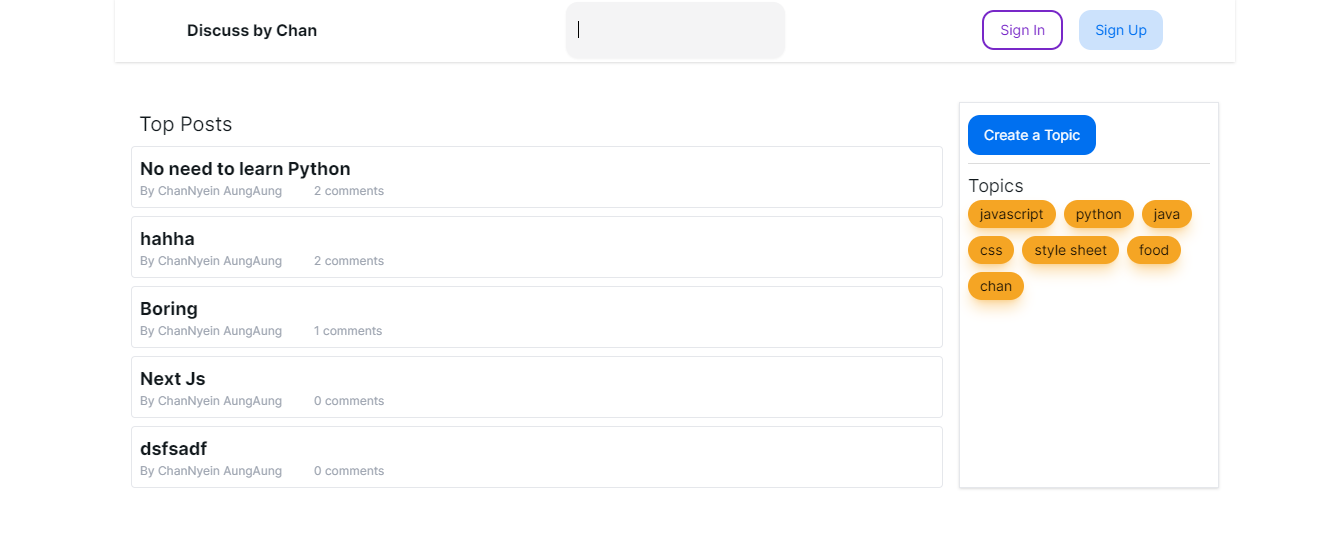 Discuss by Chan
Sign In
Sign Up
Top Posts
No need to learn Python
By ChanNyein AungAung 2 comments
hahha
By ChanNyein AungAung 2 comments
Boring
By ChanNyein AungAung 1 comments
Next Js
By ChanNyein AungAung 0 comments
dsfsadf
By ChanNyein AungAung 0 comments
Create a Topic
Topics
javascript python java
css style sheet food
chan